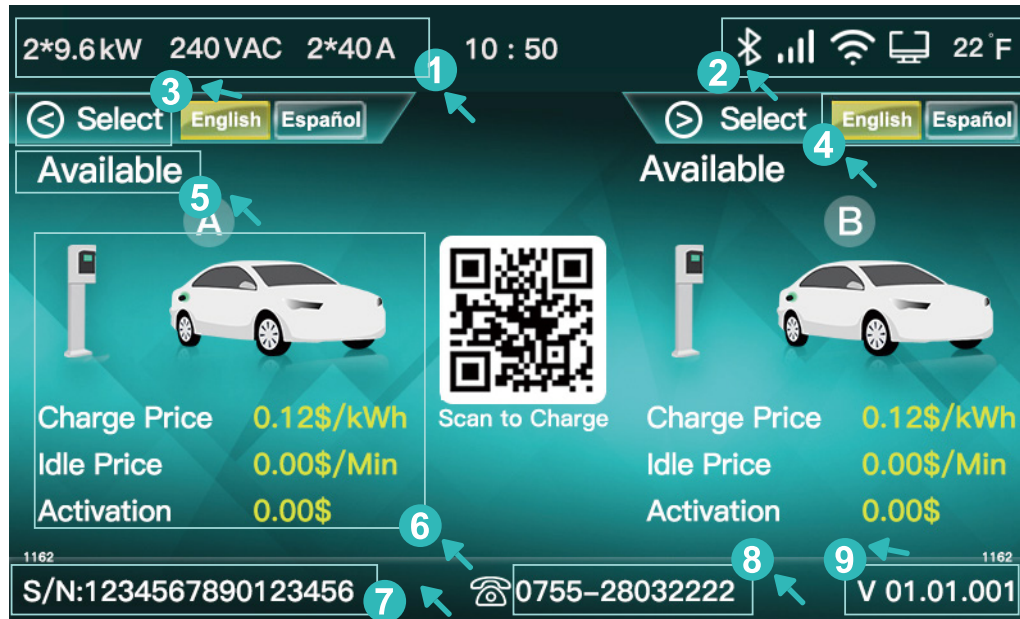 2*9.6kW 240VAC 2*40A 10:50 22°F
1
2
3
Select English Español
Select English Español
4
Available
Available
5
A
B
Scan to Charge
Charge Price 0.12$/kWh
Idle Price 0.00$/Min
Activation 0.00$
Charge Price 0.12$/kWh
Idle Price 0.00$/Min
Activation 0.00$
6
1162
1162
S/N:1234567890123456
7
0755-28032222
8
9
V 01.01.001